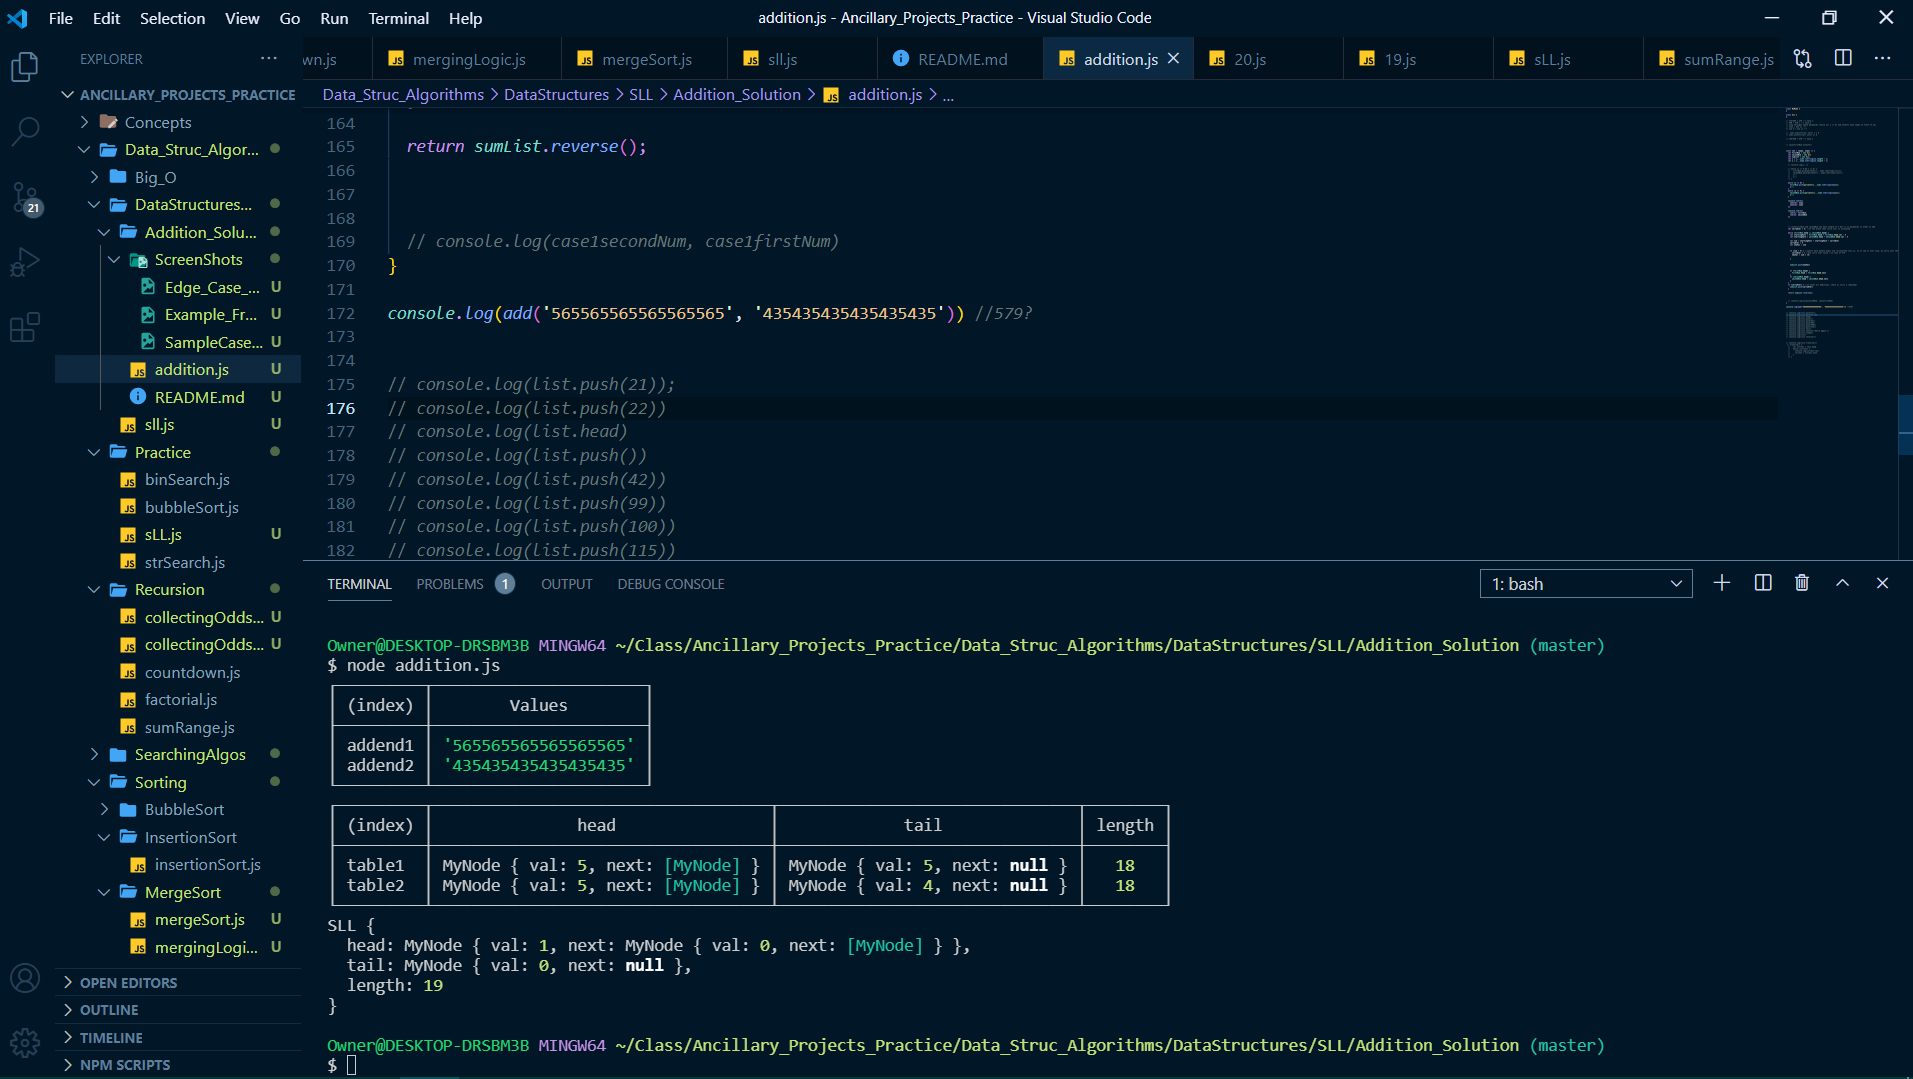 File Edit Selection View Go Run Terminal Help
addition.js - Ancillary_Projects_Practice - Visual Studio Code
EXPLORER ...
wn.js mergingLogic.js mergeSort.js sll.js README.md addition.js 20.js 19.js sLL.js sumRange.js
Data_Struc_Algorithms > DataStructures > SLL > Addition_Solution > addition.js > ...
21
ANCILLARY_PROJECTS_PRACTICE
Concepts
Data_Struc_Algor...
Big_O
DataStructures...
Addition_Solu...
ScreenShots
Edge_Case_... U
Example_Fr... U
SampleCase... U
addition.js U
README.md U
sll.js U
Practice
binSearch.js
bubbleSort.js
sLL.js U
strSearch.js
Recursion
collectingOdds... U
collectingOdds... U
countdown.js
factorial.js
sumRange.js
SearchingAlgos
Sorting
BubbleSort
InsertionSort
insertionSort.js
MergeSort
mergeSort.js U
mergingLogi... U
OPEN EDITORS
OUTLINE
TIMELINE
NPM SCRIPTS
164
165 return sumList.reverse();
166
167
168
169 // console.log(case1secondNum, case1firstNum)
170 }
171
172 console.log(add('565565565565565565', '435435435435435435')) //579?
173
174
175 // console.log(list.push(21));
176 // console.log(list.push(22))
177 // console.log(list.head)
178 // console.log(list.push())
179 // console.log(list.push(42))
180 // console.log(list.push(99))
181 // console.log(list.push(100))
182 // console.log(list.push(115))
TERMINAL PROBLEMS 1 OUTPUT DEBUG CONSOLE 1: bash
Owner@DESKTOP-DRSBM3B MINGW64 ~/Class/Ancillary_Projects_Practice/Data_Struc_Algorithms/DataStructures/SLL/Addition_Solution (master)
$ node addition.js
(index) Values
addend1 '565565565565565565'
addend2 '435435435435435435'
(index) head tail length
table1 MyNode { val: 5, next: [MyNode] } MyNode { val: 5, next: null } 18
table2 MyNode { val: 5, next: [MyNode] } MyNode { val: 4, next: null } 18
SLL {
head: MyNode { val: 1, next: MyNode { val: 0, next: [MyNode] } },
tail: MyNode { val: 0, next: null },
length: 19
}
Owner@DESKTOP-DRSBM3B MINGW64 ~/Class/Ancillary_Projects_Practice/Data_Struc_Algorithms/DataStructures/SLL/Addition_Solution (master)
$